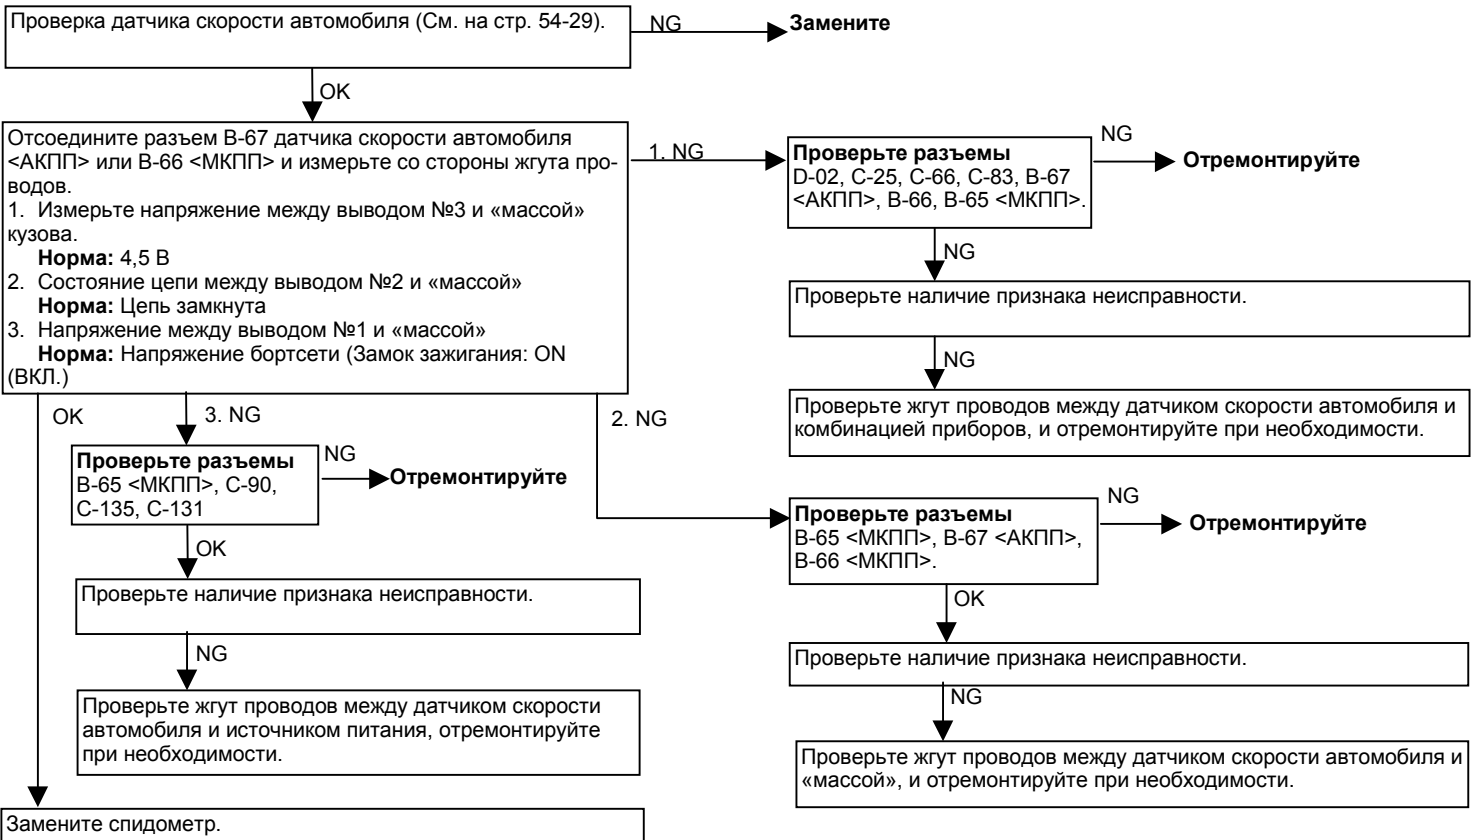 Проверка датчика скорости автомобиля (См. на стр. 54-29).
NG
Замените
OK
Отсоедините разъем В-67 датчика скорости автомобиля
<АКПП> или В-66 <МКПП> и измерьте со стороны жгута про-
водов.
1. Измерьте напряжение между выводом №3 и «массой»
кузова.
Норма: 4,5 В
2. Состояние цепи между выводом №2 и «массой»
Норма: Цепь замкнута
3. Напряжение между выводом №1 и «массой»
Норма: Напряжение бортсети (Замок зажигания: ON
(ВКЛ.)
1. NG
Проверьте разъемы
D-02, C-25, C-66, C-83, B-67
<АКПП>, B-66, B-65 <МКПП>.
NG
Отремонтируйте
NG
Проверьте наличие признака неисправности.
NG
Проверьте жгут проводов между датчиком скорости автомобиля и
комбинацией приборов, и отремонтируйте при необходимости.
OK
3. NG
2. NG
Проверьте разъемы
В-65 <МКПП>, С-90,
С-135, С-131
NG
Отремонтируйте
OK
Проверьте наличие признака неисправности.
NG
Проверьте жгут проводов между датчиком скорости
автомобиля и источником питания, отремонтируйте
при необходимости.
Проверьте разъемы
В-65 <МКПП>, В-67 <АКПП>,
В-66 <МКПП>.
NG
Отремонтируйте
OK
Проверьте наличие признака неисправности.
NG
Проверьте жгут проводов между датчиком скорости автомобиля и
«массой», и отремонтируйте при необходимости.
Замените спидометр.